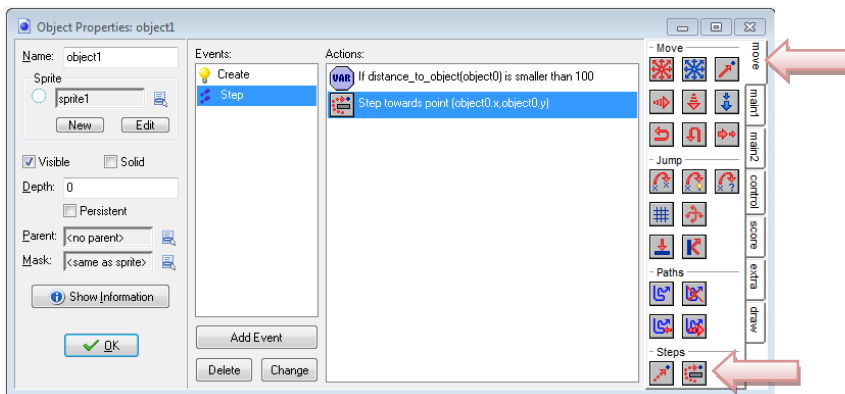 Object Properties: object1
Name: object1
Sprite
sprite1
New Edit
Visible Solid
Depth: 0
Persistent
Parent: <no parent>
Mask: <same as sprite>
Show Information
OK
Events:
Create
Step
Add Event
Delete Change
Actions:
VAR If distance_to_object(object0) is smaller than 100
Step towards point (object0.x,object0.y)
Move
Jump
Paths
Steps
move
main1
main2
control
score
extra
draw